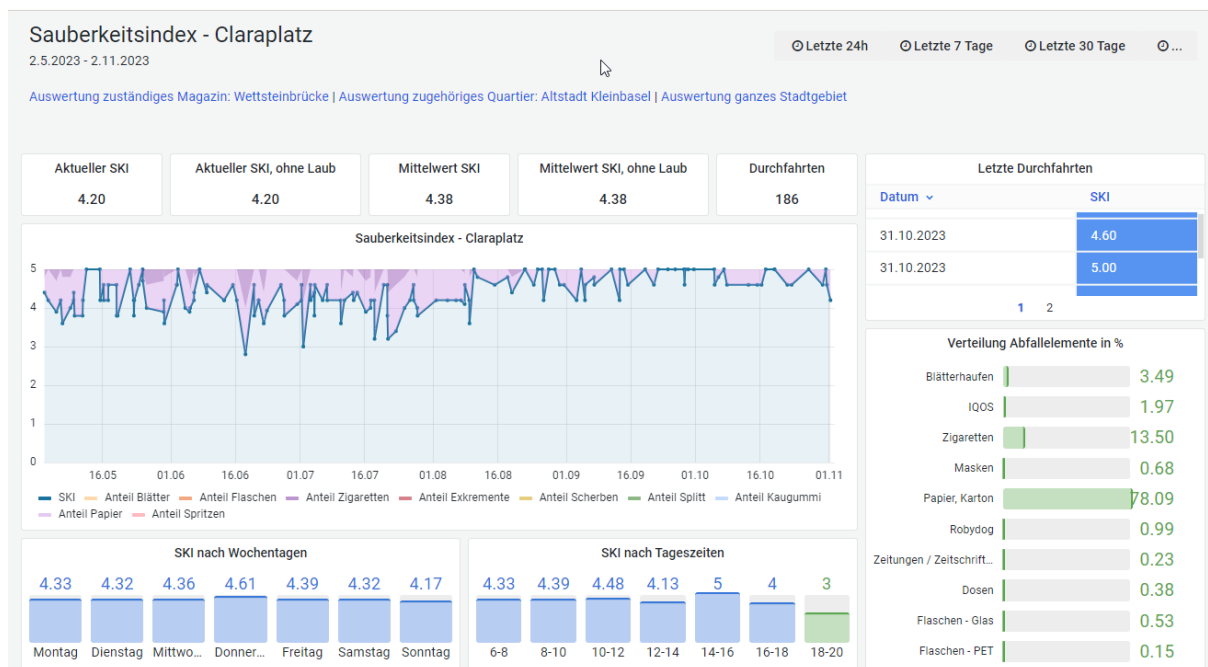 Sauberkeitsindex - Claraplatz
2.5.2023 - 2.11.2023
Letzte 24h Letzte 7 Tage Letzte 30 Tage ...
Auswertung zuständiges Magazin: Wettsteinbrücke | Auswertung zugehöriges Quartier: Altstadt Kleinbasel | Auswertung ganzes Stadtgebiet
Aktueller SKI
4.20
Aktueller SKI, ohne Laub
4.20
Mittelwert SKI
4.38
Mittelwert SKI, ohne Laub
4.38
Durchfahrten
186
Letzte Durchfahrten
Datum SKI
31.10.2023 4.60
31.10.2023 5.00
1 2
Sauberkeitsindex - Claraplatz
5
4
3
2
1
0
16.05 01.06 16.06 01.07 16.07 01.08 16.08 01.09 16.09 01.10 16.10 01.11
SKI Anteil Blätter Anteil Flaschen Anteil Zigaretten Anteil Exkremente Anteil Scherben Anteil Splitt Anteil Kaugummi
Anteil Papier Anteil Spritzen
Verteilung Abfallelemente in %
Blätterhaufen 3.49
IQOS 1.97
Zigaretten 13.50
Masken 0.68
Papier, Karton 78.09
Robydog 0.99
Zeitungen / Zeitschrift... 0.23
Dosen 0.38
Flaschen - Glas 0.53
Flaschen - PET 0.15
SKI nach Wochentagen
4.33 4.32 4.36 4.61 4.39 4.32 4.17
Montag Dienstag Mittwo... Donner... Freitag Samstag Sonntag
SKI nach Tageszeiten
4.33 4.39 4.48 4.13 5 4 3
6-8 8-10 10-12 12-14 14-16 16-18 18-20